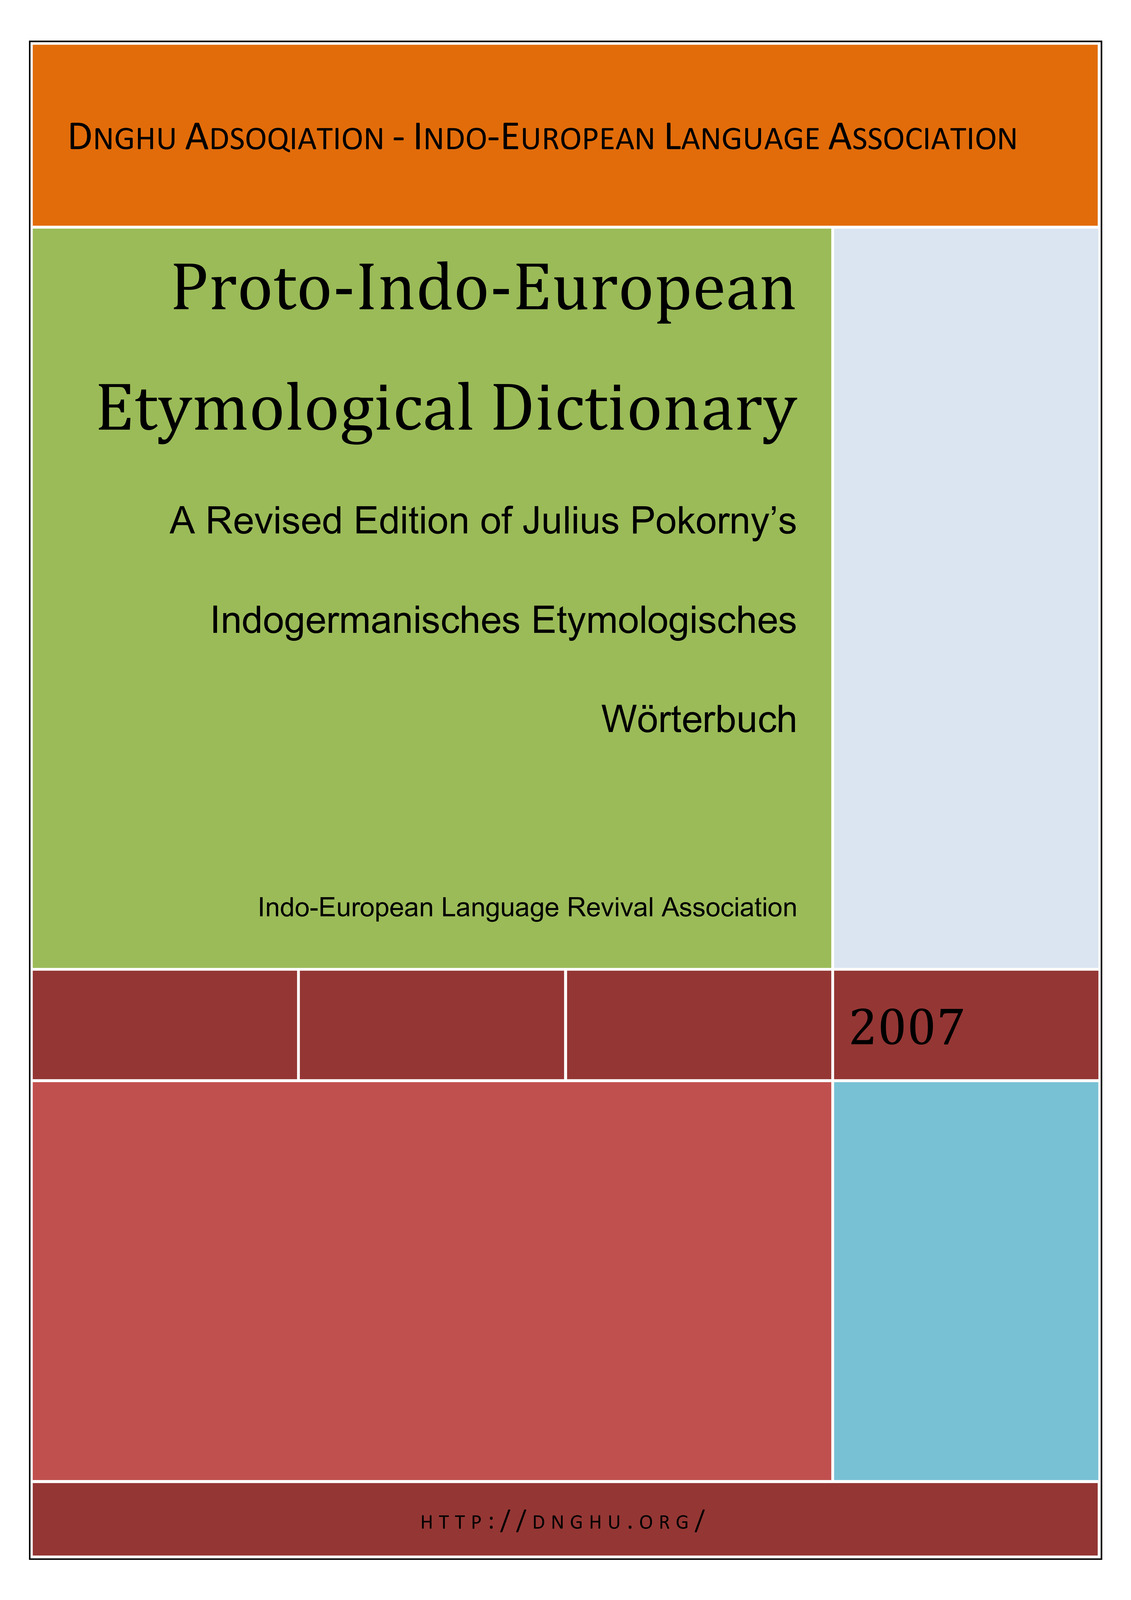 DNGHU ADSOQIATION - INDO-EUROPEAN LANGUAGE ASSOCIATION
Proto-Indo-European
Etymological Dictionary
A Revised Edition of Julius Pokorny’s
Indogermanisches Etymologisches
Wörterbuch
Indo-European Language Revival Association
2007
HTTP://DNGHU.ORG/